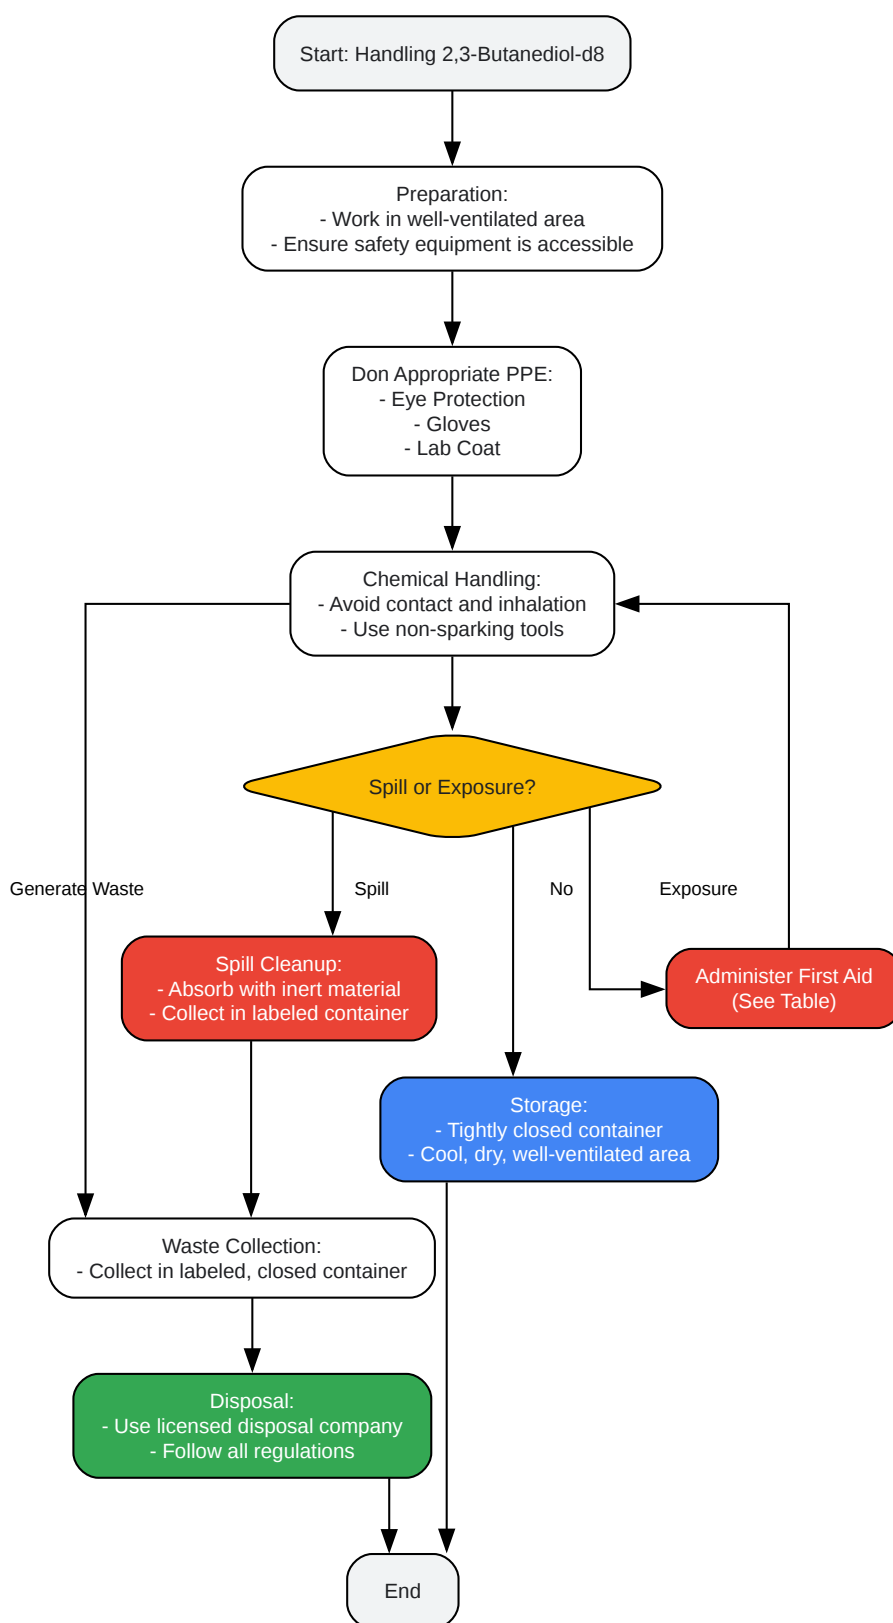 Start: Handling 2,3-Butanediol-d8
Preparation:
- Work in well-ventilated area
- Ensure safety equipment is accessible
Don Appropriate PPE:
- Eye Protection
- Gloves
- Lab Coat
Chemical Handling:
- Avoid contact and inhalation
- Use non-sparking tools
Spill or Exposure?
Generate Waste
Spill
No
Exposure
Spill Cleanup:
- Absorb with inert material
- Collect in labeled container
Administer First Aid
(See Table)
Storage:
- Tightly closed container
- Cool, dry, well-ventilated area
Waste Collection:
- Collect in labeled, closed container
Disposal:
- Use licensed disposal company
- Follow all regulations
End